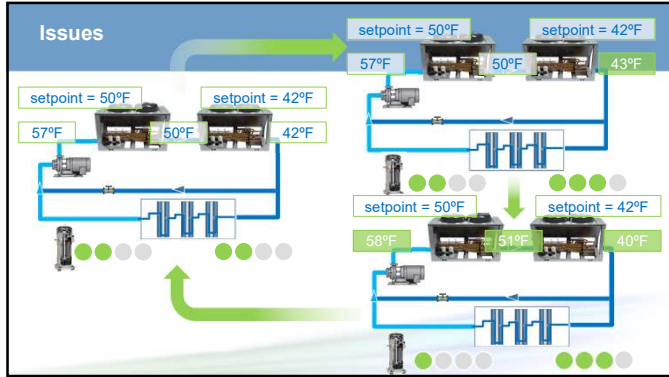 Issues
setpoint = 50ºF
setpoint = 42ºF
57ºF
50ºF
43ºF
setpoint = 50ºF
setpoint = 42ºF
57ºF
50ºF
42ºF
setpoint = 50ºF
setpoint = 42ºF
58ºF
51ºF
40ºF